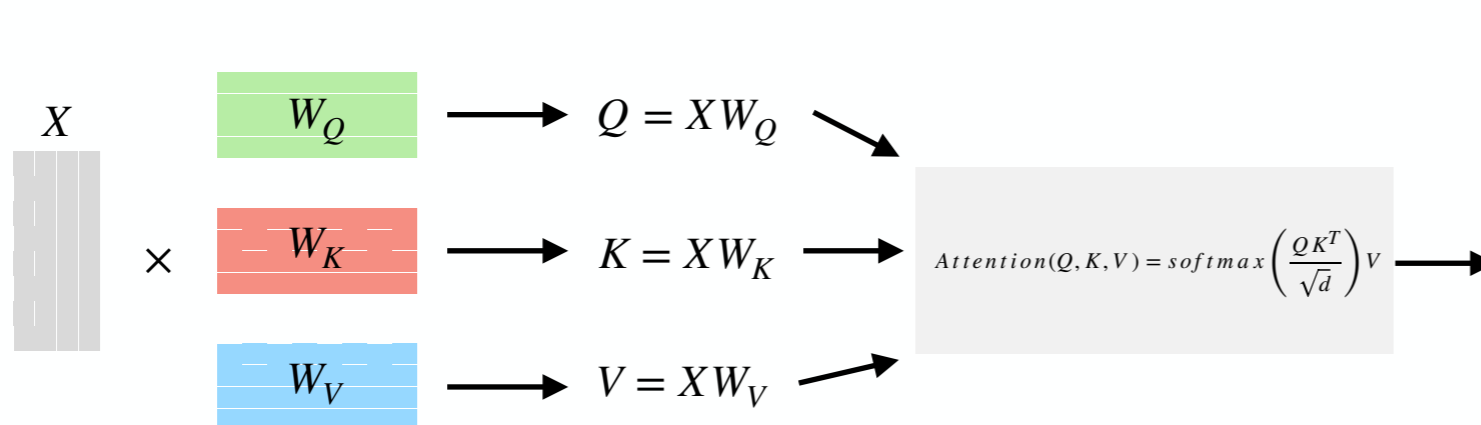 X
×
W_Q
W_K
W_V
Q = XW_Q
K = XW_K
V = XW_V
Attention(Q, K, V) = softmax(QK^T / √d)V